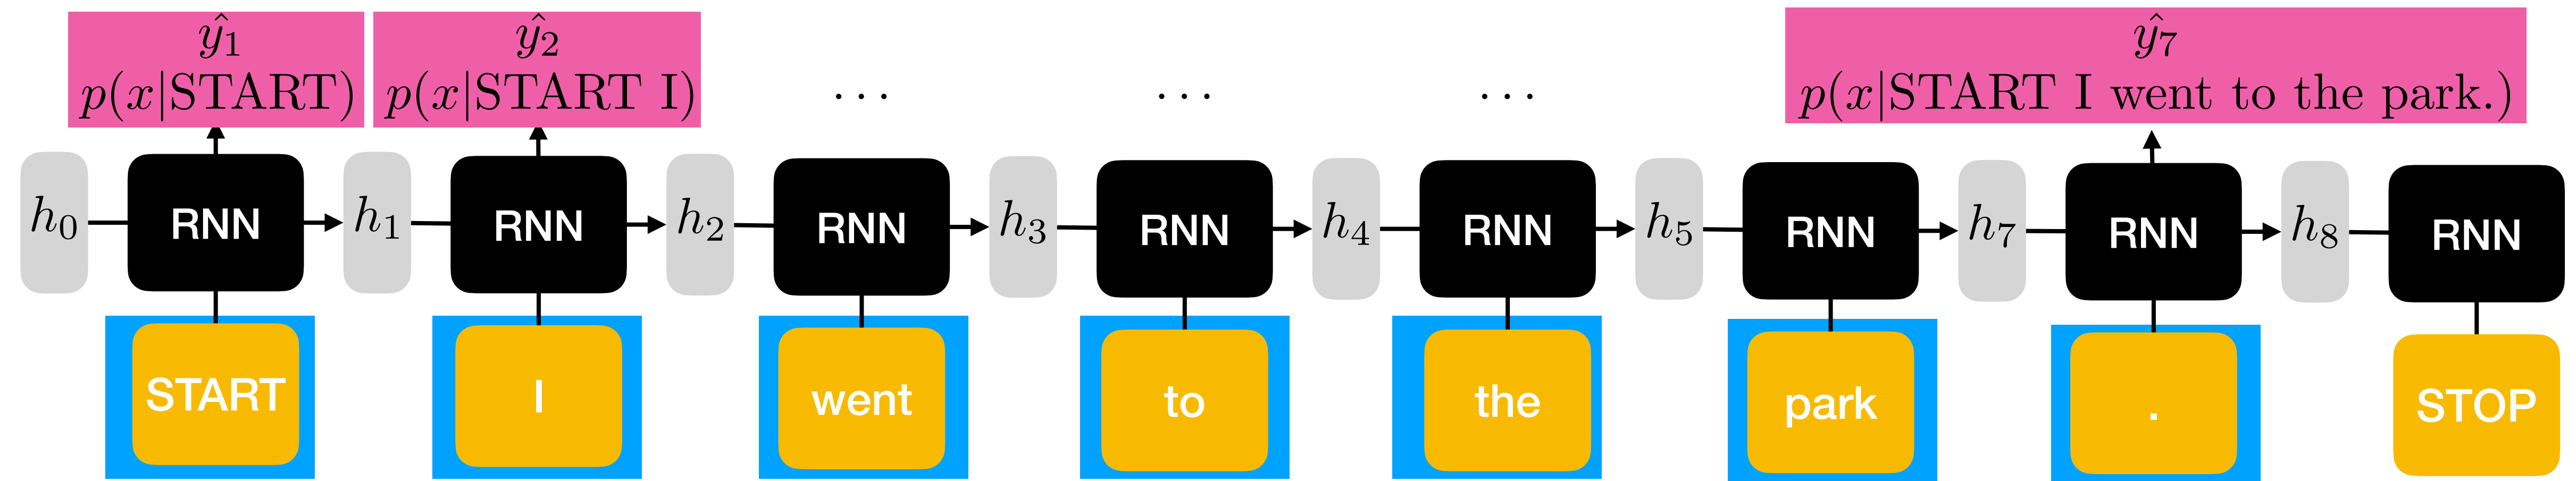 ŷ₁
p(x|START)
ŷ₂
p(x|START I)
...
...
...
ŷ₇
p(x|START I went to the park.)
h₀ RNN h₁ RNN h₂ RNN h₃ RNN h₄ RNN h₅ RNN h₇ RNN h₈ RNN
START I went to the park . STOP